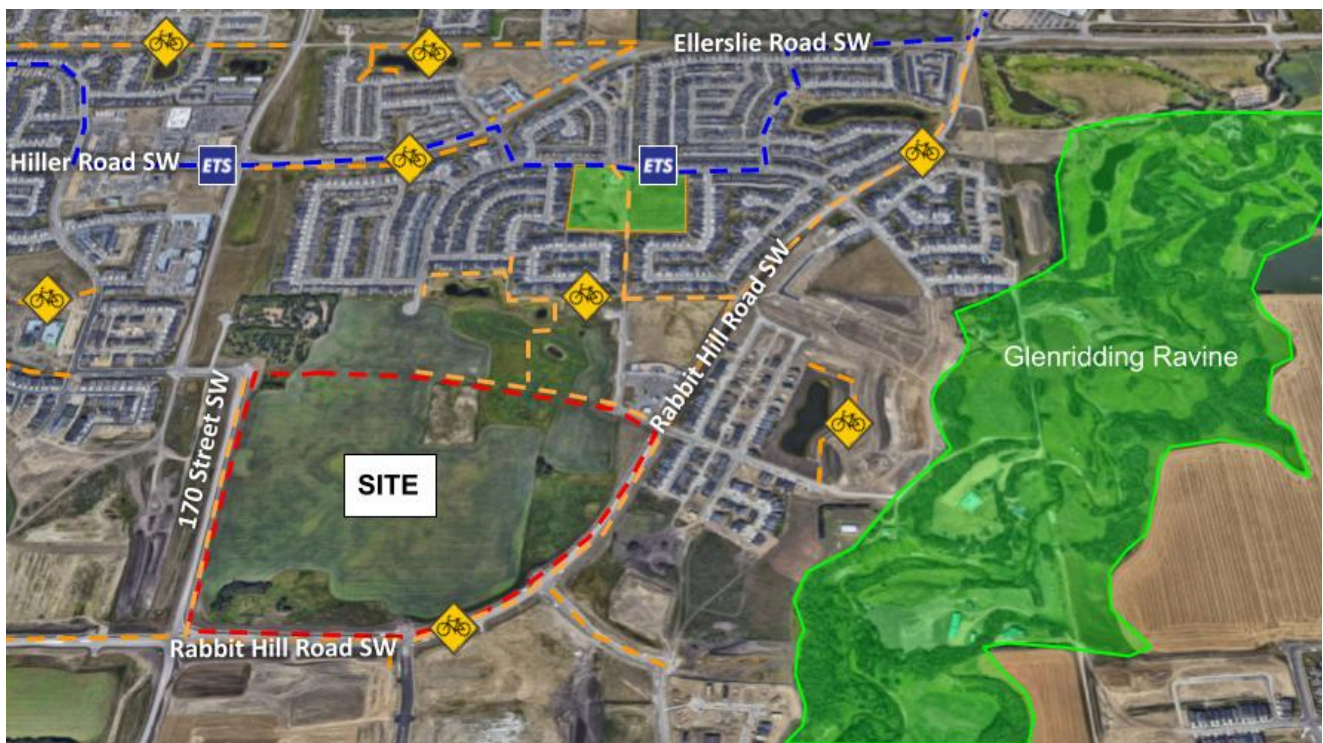 Ellerslie Road SW
Hiller Road SW
ETS
ETS
Rabbit Hill Road SW
Glenridding Ravine
170 Street SW
SITE
Rabbit Hill Road SW